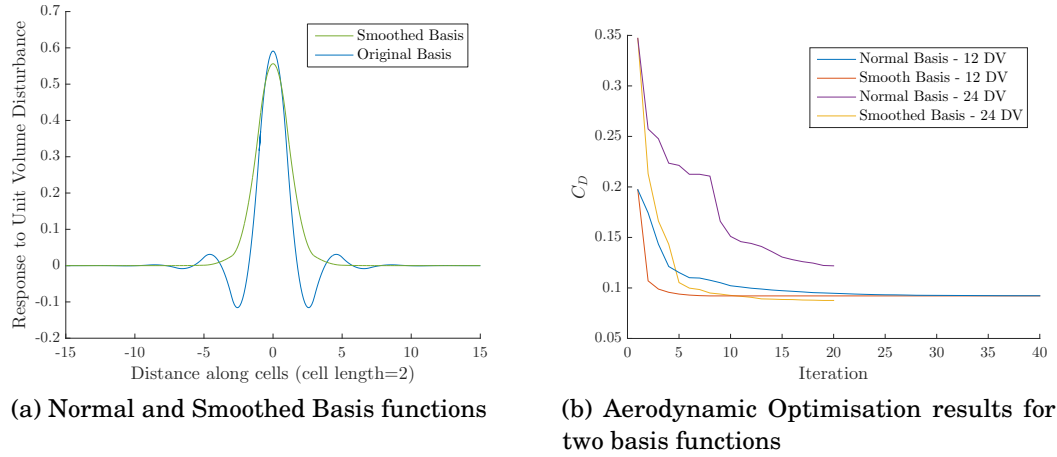 Response to Unit Volume Disturbance
0.7
0.6
0.5
0.4
0.3
0.2
0.1
0
-0.1
-0.2
-15
-10
-5
0
5
10
15
Distance along cells (cell length=2)
Smoothed Basis
Original Basis
(a) Normal and Smoothed Basis functions
C_D
0.35
0.3
0.25
0.2
0.15
0.1
0.05
0
5
10
15
20
25
30
35
40
Iteration
Normal Basis - 12 DV
Smooth Basis - 12 DV
Normal Basis - 24 DV
Smoothed Basis - 24 DV
(b) Aerodynamic Optimisation results for
two basis functions